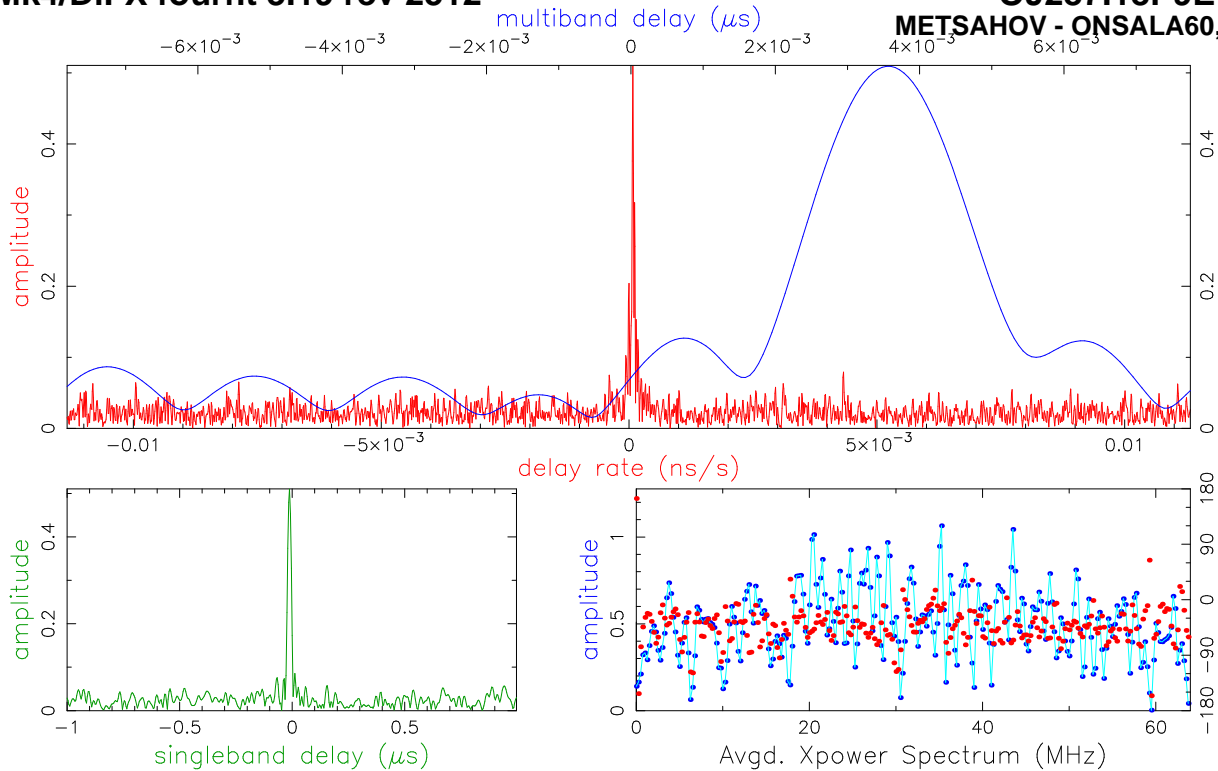 multiband delay (μs)
METSAHOV - ONSALA60,
−6×10⁻³ −4×10⁻³ −2×10⁻³ 0 2×10⁻³ 4×10⁻³ 6×10⁻³
amplitude
0 0.2 0.4
0 0.2 0.4
−0.01 −5×10⁻³ 0 5×10⁻³ 0.01
delay rate (ns/s)
amplitude
0 0.2 0.4
−1 −0.5 0 0.5
singleband delay (μs)
amplitude
0 0.5 1
180 90 0 −90 −180
0 20 40 60
Avgd. Xpower Spectrum (MHz)